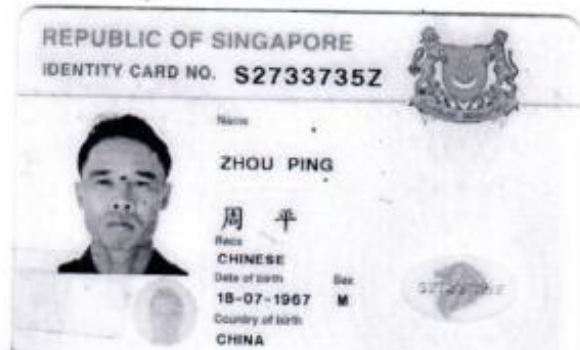 REPUBLIC OF SINGAPORE
IDENTITY CARD NO. S2733735Z
Name
ZHOU PING
周 平
Race
CHINESE
Date of birth Sex
18-07-1967 M
Country of birth
CHINA